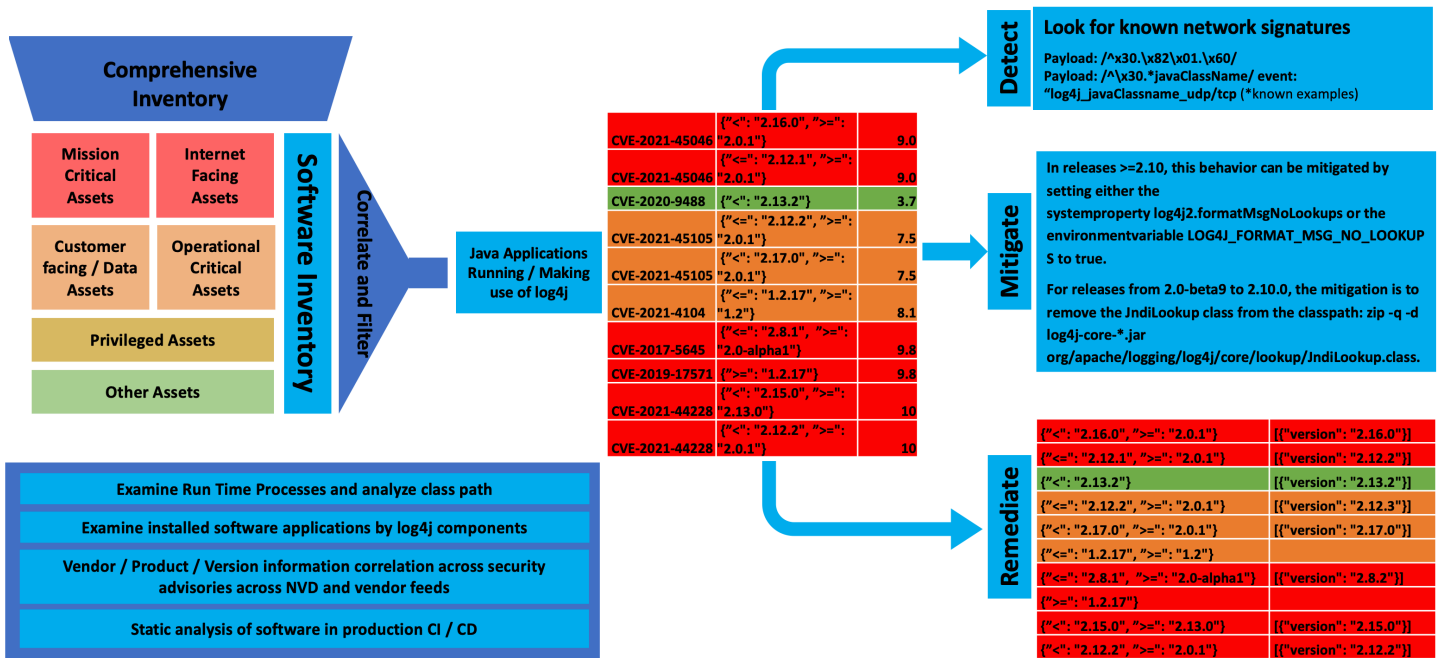 Comprehensive
Inventory
Mission
Critical
Assets
Internet
Facing
Assets
Customer
facing / Data
Assets
Operational
Critical
Assets
Privileged Assets
Other Assets
Software Inventory
Correlate and Filter
Java Applications
Running / Making
use of log4j
Examine Run Time Processes and analyze class path
Examine installed software applications by log4j components
Vendor / Product / Version information correlation across security
advisories across NVD and vendor feeds
Static analysis of software in production CI / CD
CVE-2021-45046 {"<": "2.16.0", ">=": "2.0.1"} 9.0
CVE-2021-45046 {"<=": "2.12.1", ">=": "2.0.1"} 9.0
CVE-2020-9488 {"<": "2.13.2"} 3.7
CVE-2021-45105 {"<=": "2.12.2", ">=": "2.0.1"} 7.5
CVE-2021-45105 {"<=": "2.17.0", ">=": "2.0.1"} 7.5
CVE-2021-4104 {"<=": "1.2.17", ">=": "1.2"} 8.1
CVE-2017-5645 {"<=": "2.8.1", ">=": "2.0-alpha1"} 9.8
CVE-2019-17571 {">=": "1.2.17"} 9.8
CVE-2021-44228 {"<": "2.15.0", ">=": "2.13.0"} 10
CVE-2021-44228 {"<": "2.12.2", ">=": "2.0.1"} 10
Detect
Look for known network signatures
Payload: /^x30.\x82\x01.\x60/
Payload: /^\x30.*javaClassName/ event:
“log4j_javaClassname_udp/tcp (*known examples)
Mitigate
In releases >=2.10, this behavior can be mitigated by
setting either the
systemproperty log4j2.formatMsgNoLookups or the
environmentvariable LOG4J_FORMAT_MSG_NO_LOOKUP
S to true.
For releases from 2.0-beta9 to 2.10.0, the mitigation is to
remove the JndiLookup class from the classpath: zip -q -d
log4j-core-*.jar
org/apache/logging/log4j/core/lookup/JndiLookup.class.
Remediate
{"<": "2.16.0", ">=": "2.0.1"} [{"version": "2.16.0"}]
{"<=": "2.12.1", ">=": "2.0.1"} [{"version": "2.12.2"}]
{"<": "2.13.2"} [{"version": "2.13.2"}]
{"<=": "2.12.2", ">=": "2.0.1"} [{"version": "2.12.3"}]
{"<=": "2.17.0", ">=": "2.0.1"} [{"version": "2.17.0"}]
{"<=": "1.2.17", ">=": "1.2"}
{"<=": "2.8.1", ">=": "2.0-alpha1"} [{"version": "2.8.2"}]
{">=": "1.2.17"}
{"<": "2.15.0", ">=": "2.13.0"} [{"version": "2.15.0"}]
{"<": "2.12.2", ">=": "2.0.1"} [{"version": "2.12.2"}]